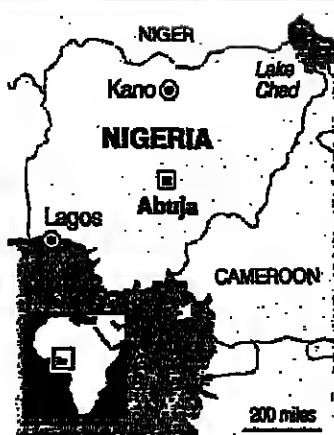 NIGER
Lake
Chad
Kano
NIGERIA
Abuja
Lagos
CAMEROON
200 miles